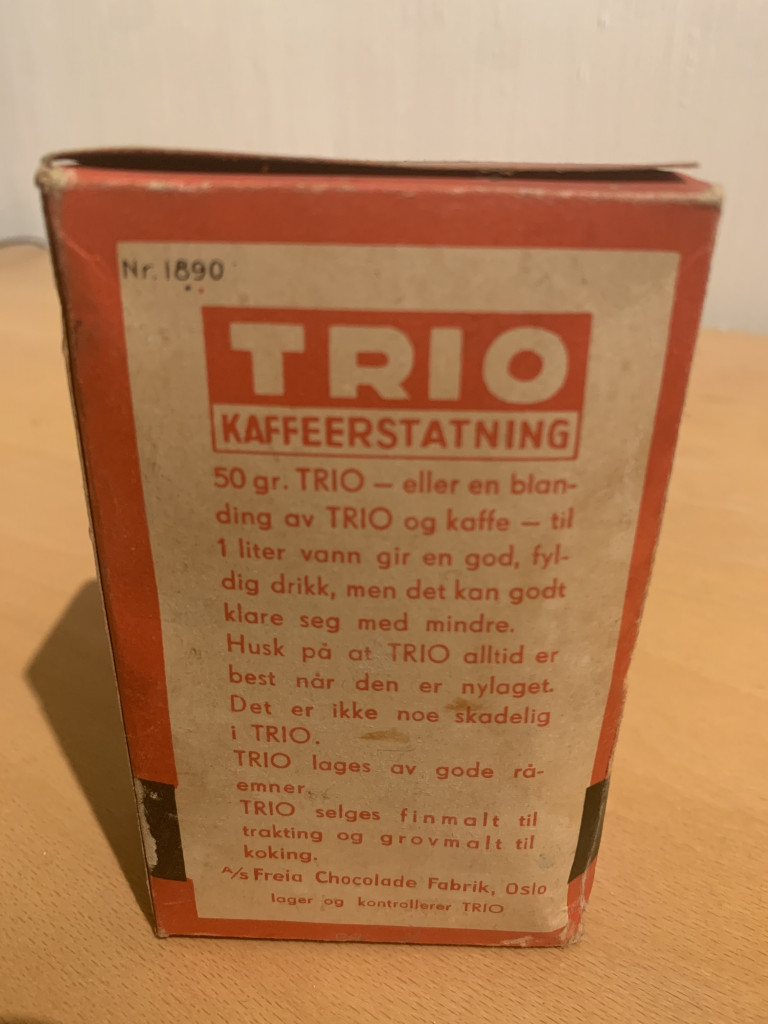 Nr. 1890
TRIO
KAFFEERSTATNING
50 gr. TRIO — eller en blan-
ding av TRIO og kaffe — til
1 liter vann gir en god, fyl-
dig drikk, men det kan godt
klare seg med mindre.
Husk på at TRIO alltid er
best når den er nylaget.
Det er ikke noe skadelig
i TRIO.
TRIO lages av gode rå-
emner.
TRIO selges finmalt til
trakting og grovmalt til
koking.
A/s Freia Chocolade Fabrik, Oslo
lager og kontrollerer TRIO